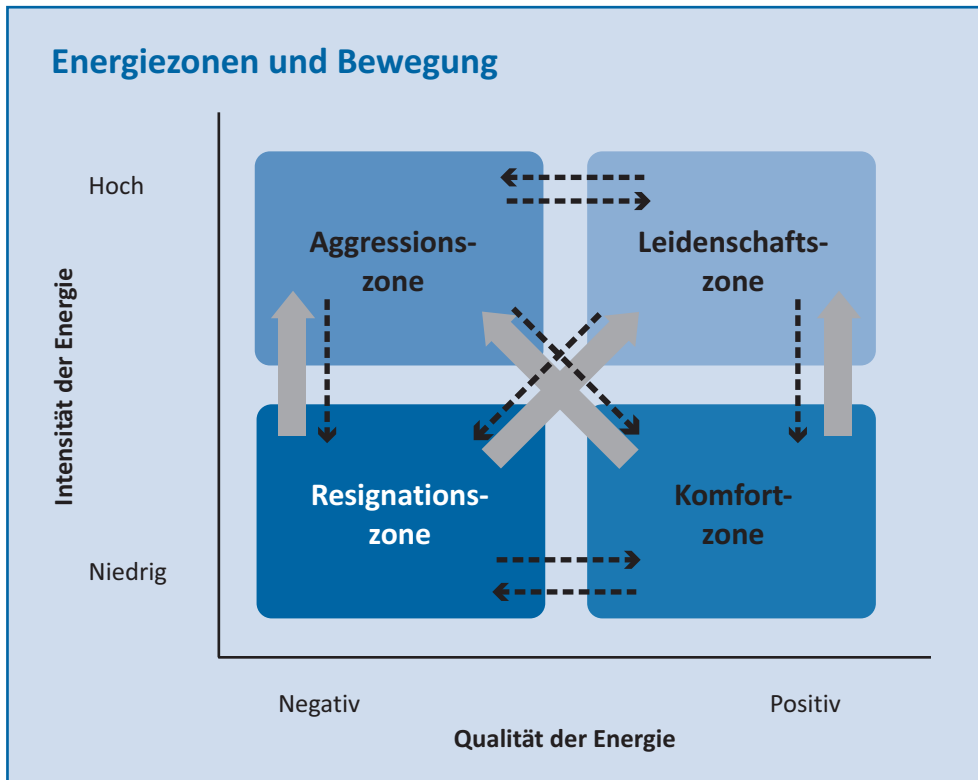 Energiezonen und Bewegung
Hoch
Aggressions-
zone
Leidenschafts-
zone
Intensität der Energie
Resignations-
zone
Komfort-
zone
Niedrig
Negativ
Positiv
Qualität der Energie